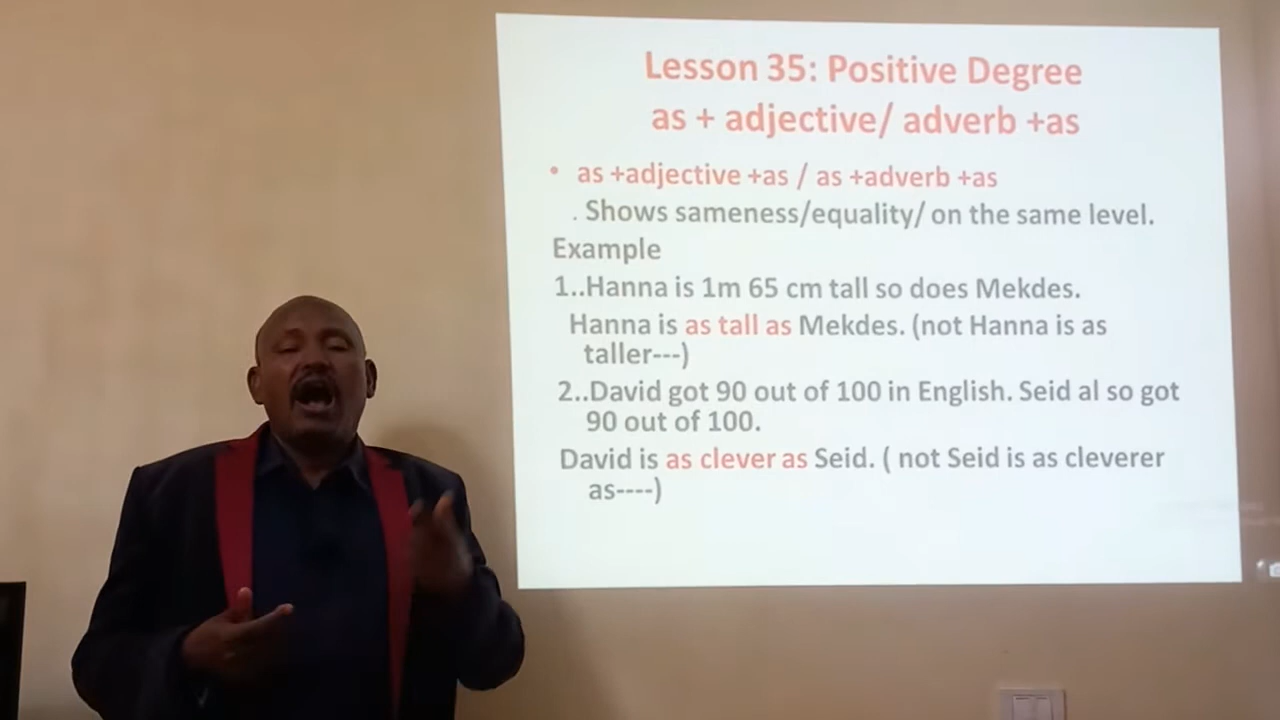 Lesson 35: Positive Degree
as + adjective/ adverb +as
• as +adjective +as / as +adverb +as
. Shows sameness/equality/ on the same level.
Example
1..Hanna is 1m 65 cm tall so does Mekdes.
Hanna is as tall as Mekdes. (not Hanna is as
taller---)
2..David got 90 out of 100 in English. Seid al so got
90 out of 100.
David is as clever as Seid. ( not Seid is as cleverer
as----)